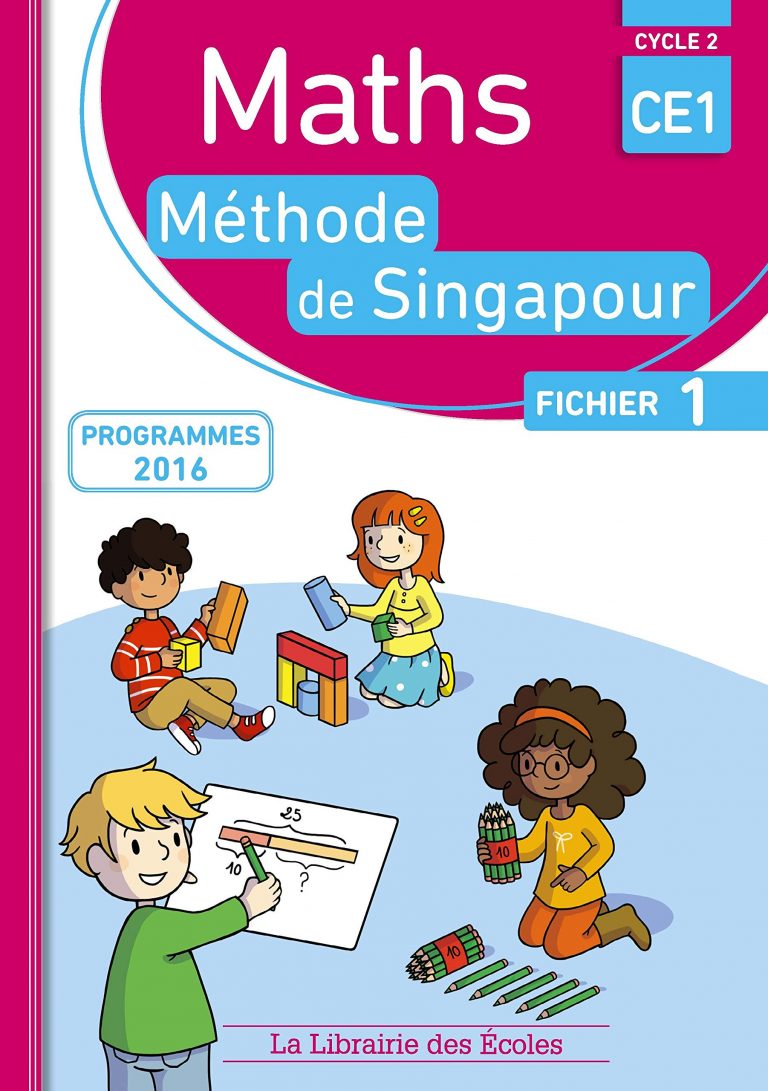 CYCLE 2
CE1
Maths
Méthode
de Singapour
FICHIER 1
PROGRAMMES
2016
25
10
?
10
10
La Librairie des Écoles